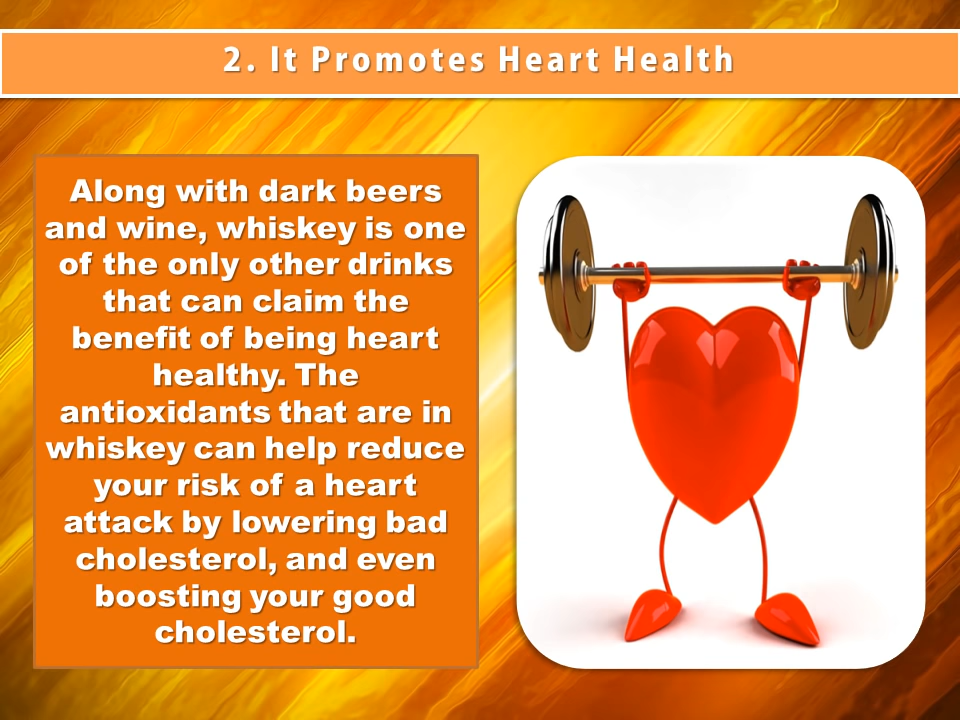 2. It Promotes Heart Health
Along with dark beers
and wine, whiskey is one
of the only other drinks
that can claim the
benefit of being heart
healthy. The
antioxidants that are in
whiskey can help reduce
your risk of a heart
attack by lowering bad
cholesterol, and even
boosting your good
cholesterol.